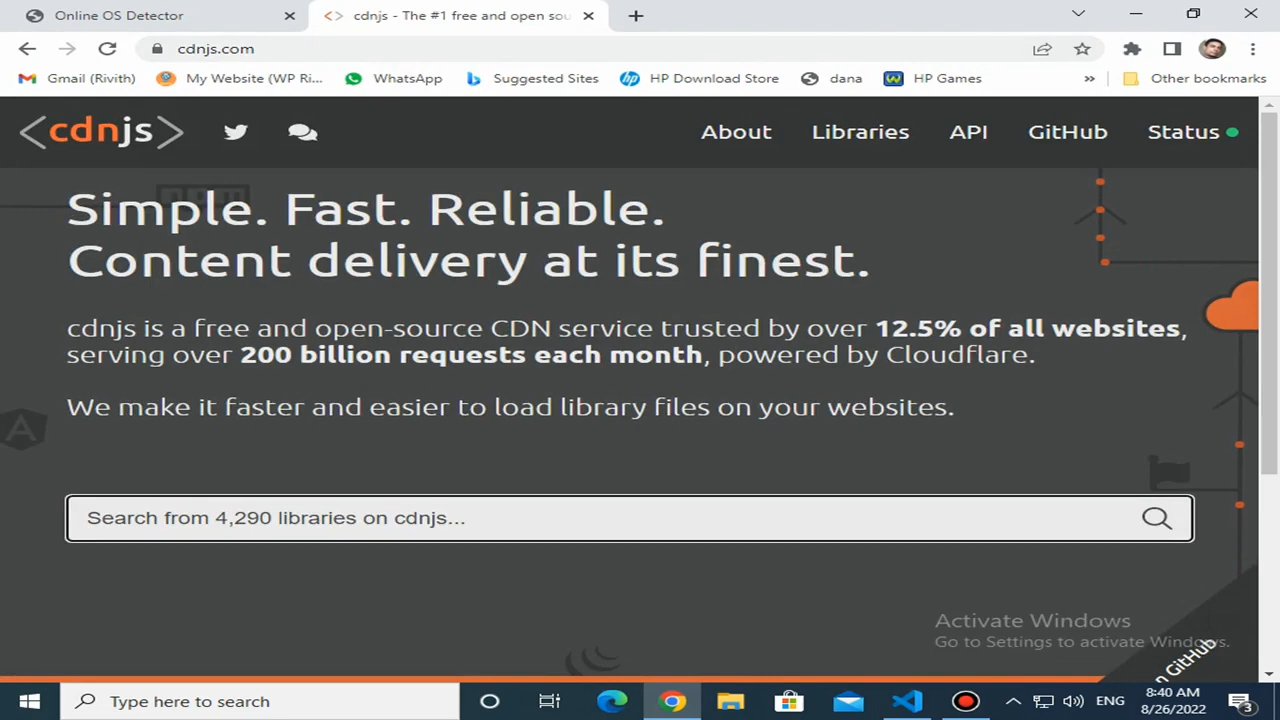 Online OS Detector
cdnjs - The #1 free and open sou
cdnjs.com
Gmail (Rivith)
My Website (WP Ri...
WhatsApp
Suggested Sites
HP Download Store
dana
HP Games
»
Other bookmarks
<cdnjs>
About
Libraries
API
GitHub
Status
npm
Simple. Fast. Reliable.
Content delivery at its finest.
cdnjs is a free and open-source CDN service trusted by over 12.5% of all websites,
serving over 200 billion requests each month, powered by Cloudflare.
We make it faster and easier to load library files on your websites.
Search from 4,290 libraries on cdnjs...
Activate Windows
Go to Settings to activate Windows.
n GitHub
Type here to search
ENG
8:40 AM
8/26/2022
3